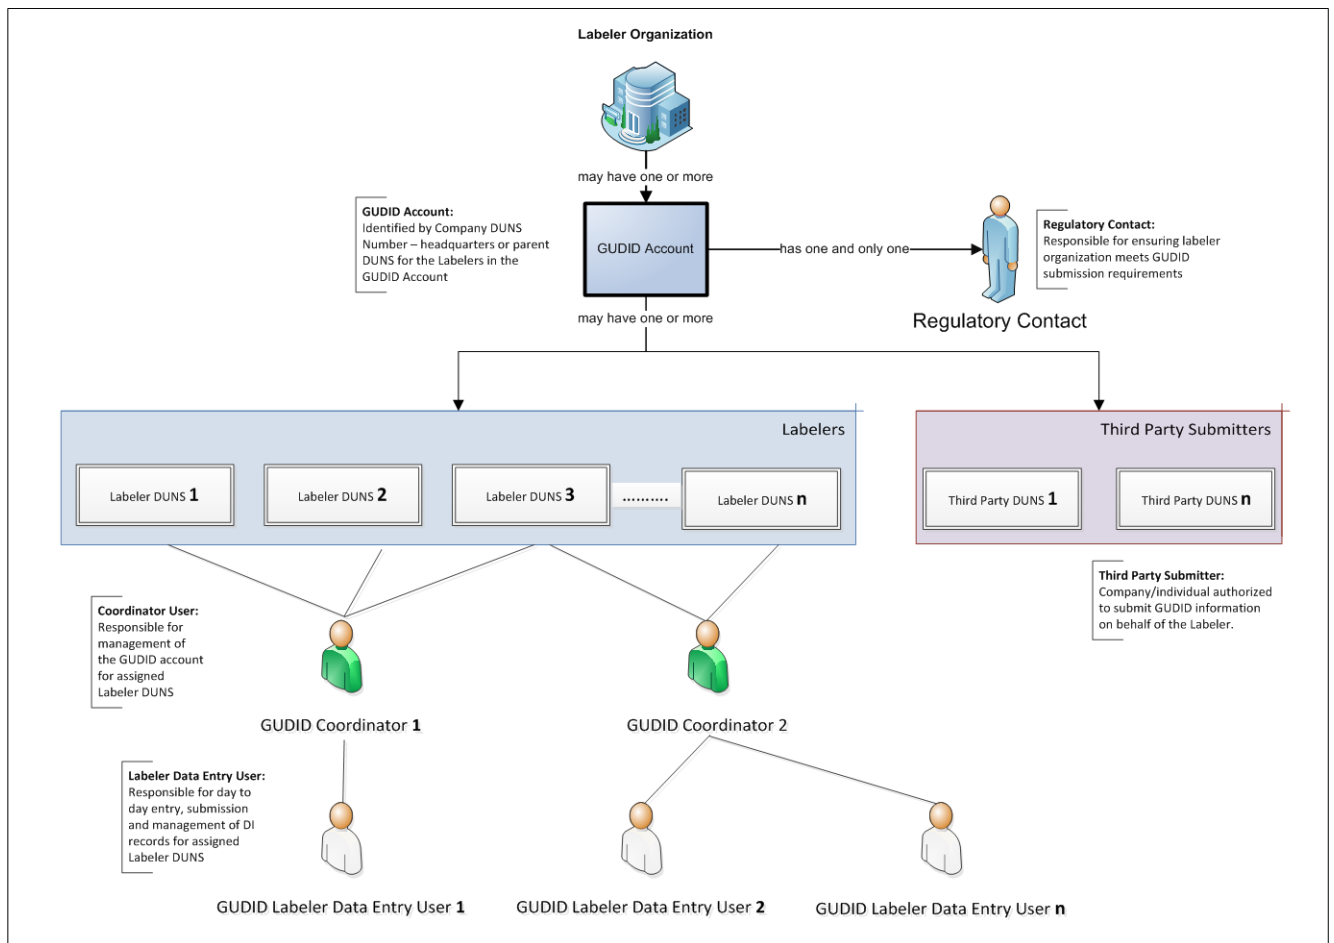 Labeler Organization
may have one or more
GUDID Account:
Identified by Company DUNS
Number – headquarters or parent
DUNS for the Labelers in the
GUDID Account
GUDID Account
has one and only one
Regulatory Contact:
Responsible for ensuring labeler
organization meets GUDID
submission requirements
Regulatory Contact
may have one or more
Labelers
Labeler DUNS 1
Labeler DUNS 2
Labeler DUNS 3
..........
Labeler DUNS n
Third Party Submitters
Third Party DUNS 1
Third Party DUNS n
Third Party Submitter:
Company/individual authorized
to submit GUDID information
on behalf of the Labeler.
Coordinator User:
Responsible for
management of
the GUDID account
for assigned
Labeler DUNS
GUDID Coordinator 1
GUDID Coordinator 2
Labeler Data Entry User:
Responsible for day to
day entry, submission
and management of DI
records for assigned
Labeler DUNS
GUDID Labeler Data Entry User 1
GUDID Labeler Data Entry User 2
GUDID Labeler Data Entry User n